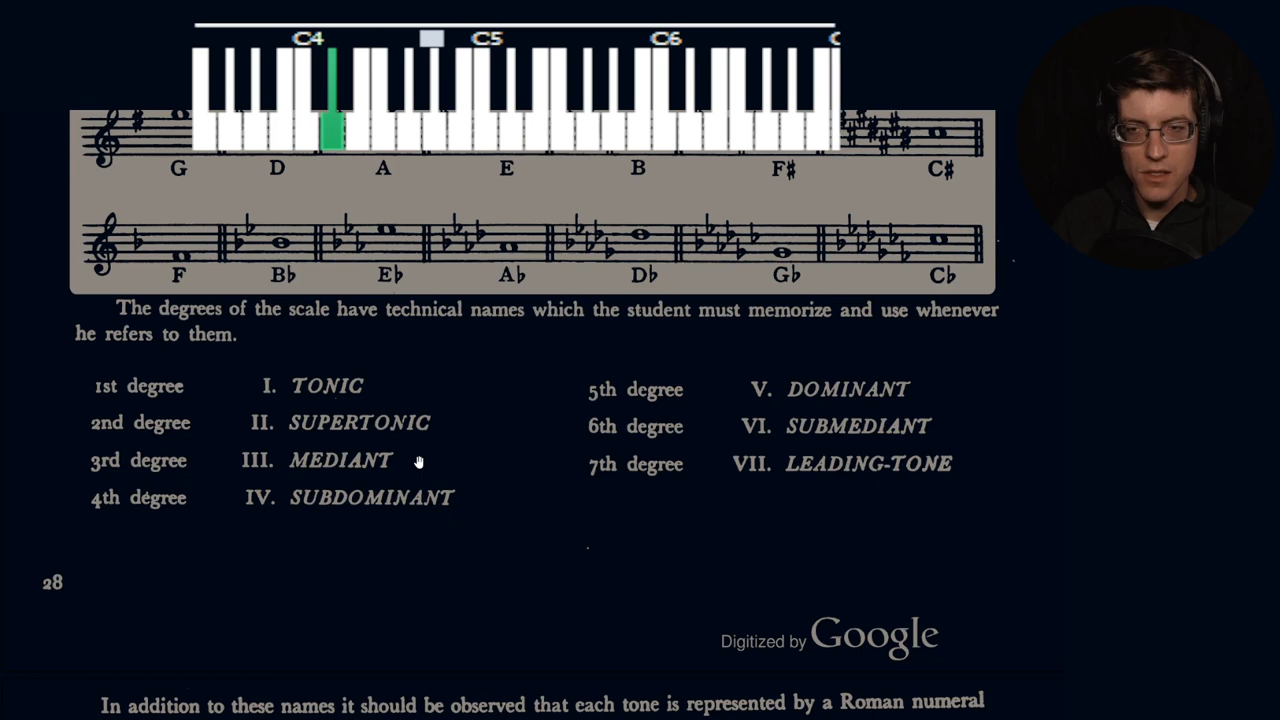 C4 C5 C6
G D A E B F♯ C♯
F B♭ E♭ A♭ D♭ G♭ C♭
The degrees of the scale have technical names which the student must memorize and use whenever
he refers to them.
1st degree I. TONIC
2nd degree II. SUPERTONIC
3rd degree III. MEDIANT
4th degree IV. SUBDOMINANT
5th degree V. DOMINANT
6th degree VI. SUBMEDIANT
7th degree VII. LEADING-TONE
28
Digitized by Google
In addition to these names it should be observed that each tone is represented by a Roman numeral